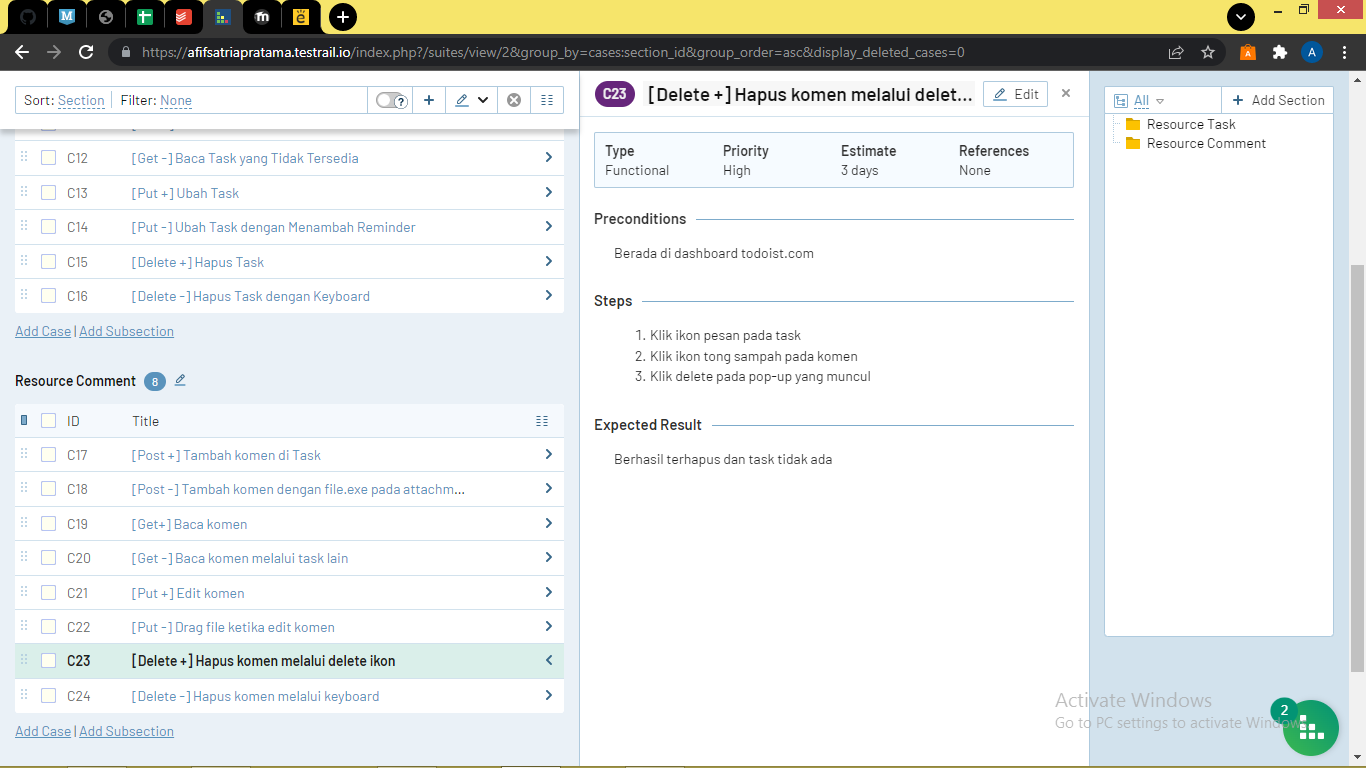 https://afifsatriapratama.testrail.io/index.php?/suites/view/2&group_by=cases:section_id&group_order=asc&display_deleted_cases=0
A
Sort: Section Filter: None
C12 [Get -] Baca Task yang Tidak Tersedia
C13 [Put +] Ubah Task
C14 [Put -] Ubah Task dengan Menambah Reminder
C15 [Delete +] Hapus Task
C16 [Delete -] Hapus Task dengan Keyboard
Add Case | Add Subsection
Resource Comment 8
ID Title
C17 [Post +] Tambah komen di Task
C18 [Post -] Tambah komen dengan file.exe pada attachm...
C19 [Get+] Baca komen
C20 [Get -] Baca komen melalui task lain
C21 [Put +] Edit komen
C22 [Put -] Drag file ketika edit komen
C23 [Delete +] Hapus komen melalui delete ikon
C24 [Delete -] Hapus komen melalui keyboard
Add Case | Add Subsection
C23 [Delete +] Hapus komen melalui delet... Edit
Type Priority Estimate References
Functional High 3 days None
Preconditions
Berada di dashboard todoist.com
Steps
1. Klik ikon pesan pada task
2. Klik ikon tong sampah pada komen
3. Klik delete pada pop-up yang muncul
Expected Result
Berhasil terhapus dan task tidak ada
All + Add Section
Resource Task
Resource Comment
Activate Windows
Go to PC settings to activate Windows.
2